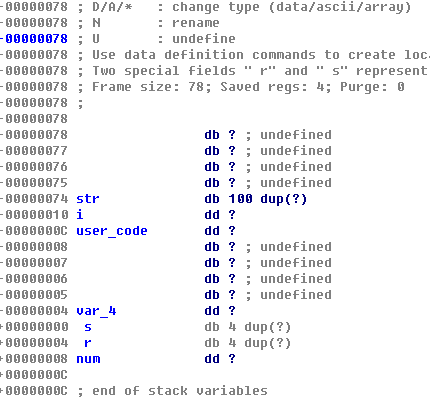 -00000078 ; D/A/*   : change type (data/ascii/array)
-00000078 ; N       : rename
-00000078 ; U       : undefine
-00000078 ; Use data definition commands to create loc
-00000078 ; Two special fields " r" and " s" represent
-00000078 ; Frame size: 78; Saved regs: 4; Purge: 0
-00000078 ;
-00000078
-00000078                 db ? ; undefined
-00000077                 db ? ; undefined
-00000076                 db ? ; undefined
-00000075                 db ? ; undefined
-00000074 str             db 100 dup(?)
-00000010 i               dd ?
-0000000C user_code       dd ?
-00000008                 db ? ; undefined
-00000007                 db ? ; undefined
-00000006                 db ? ; undefined
-00000005                 db ? ; undefined
-00000004 var_4           dd ?
+00000000  s              db 4 dup(?)
+00000004  r              db 4 dup(?)
+00000008 num             dd ?
+0000000C
+0000000C ; end of stack variables